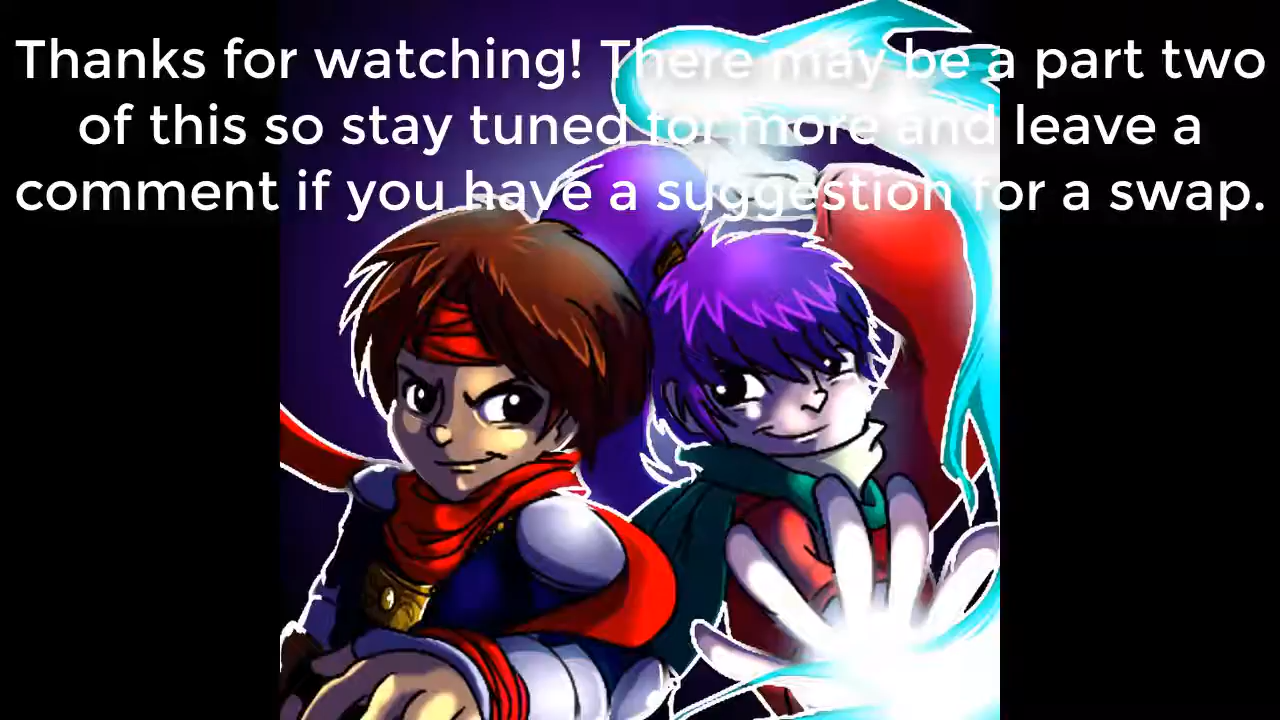 Thanks for watching! There may be a part two
of this so stay tuned for more and leave a
comment if you have a suggestion for a swap.